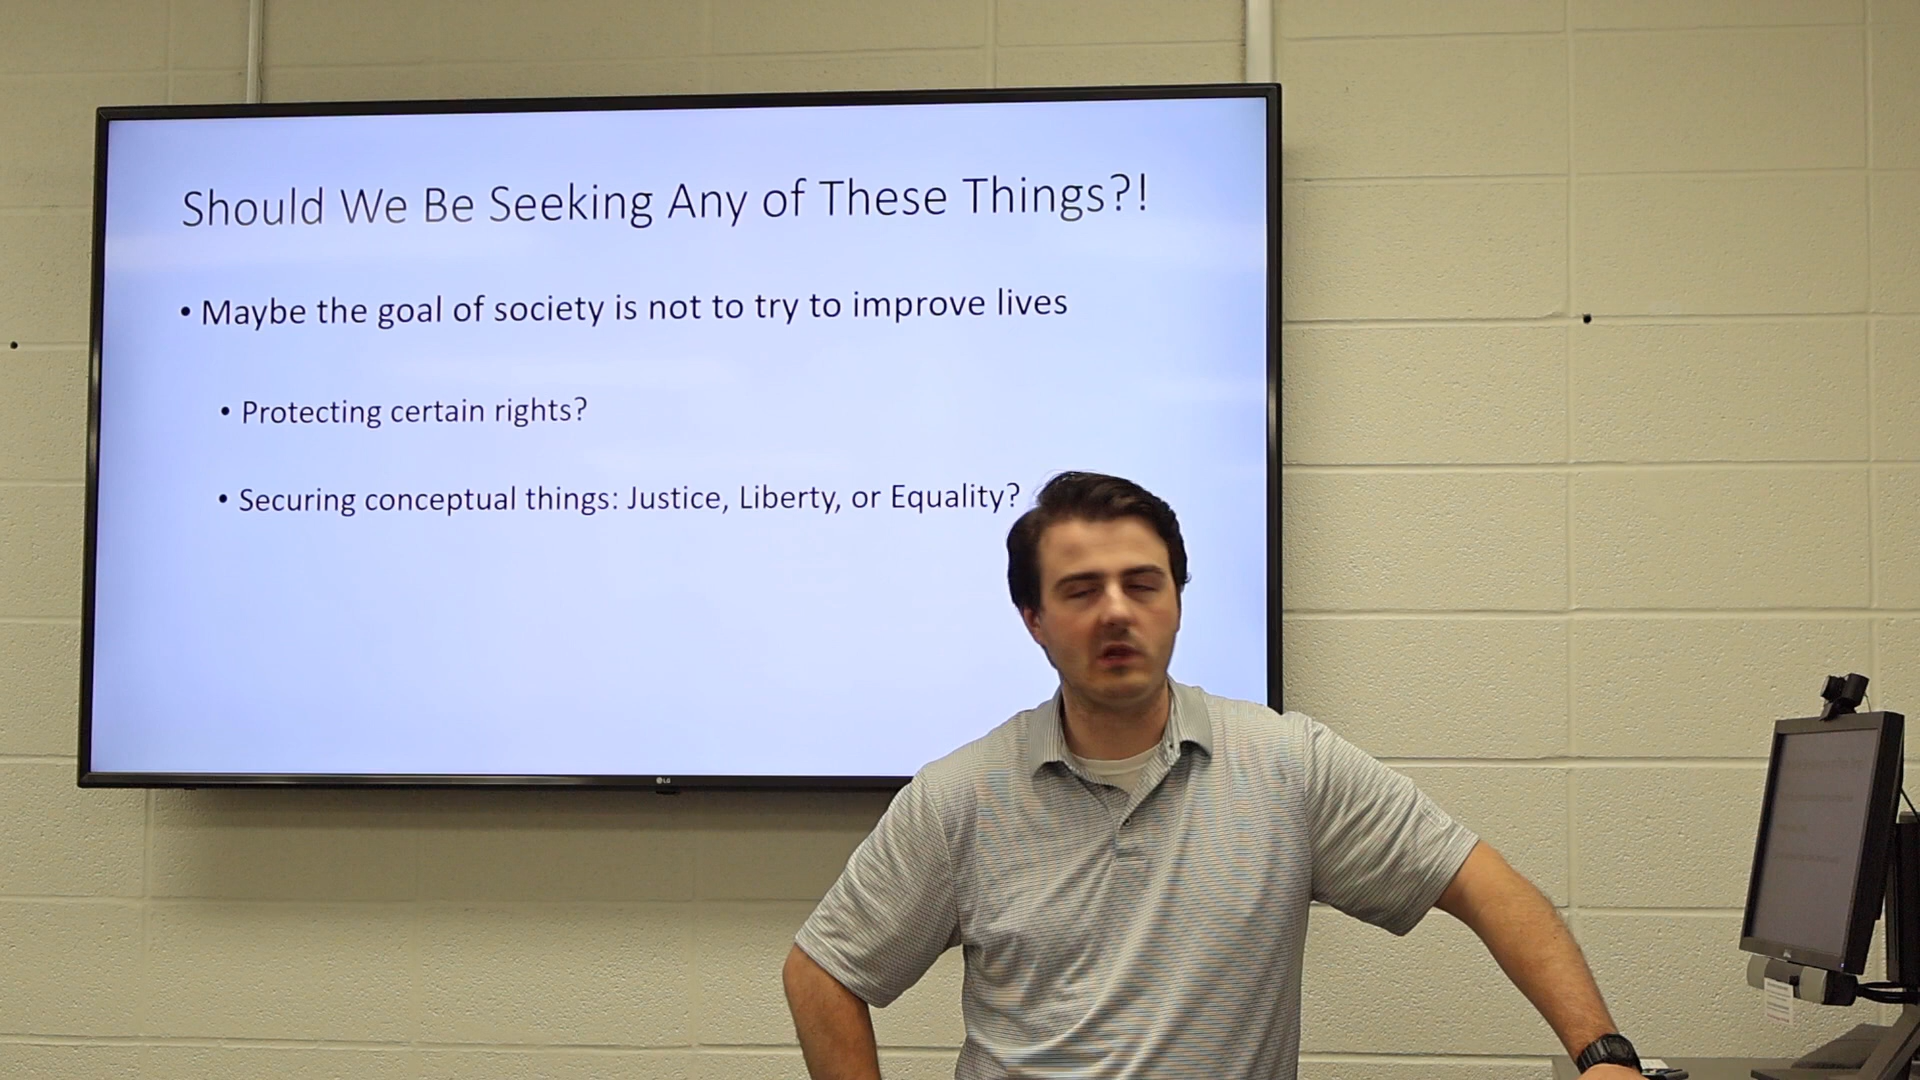 Should We Be Seeking Any of These Things?!
• Maybe the goal of society is not to try to improve lives
• Protecting certain rights?
• Securing conceptual things: Justice, Liberty, or Equality?
LG